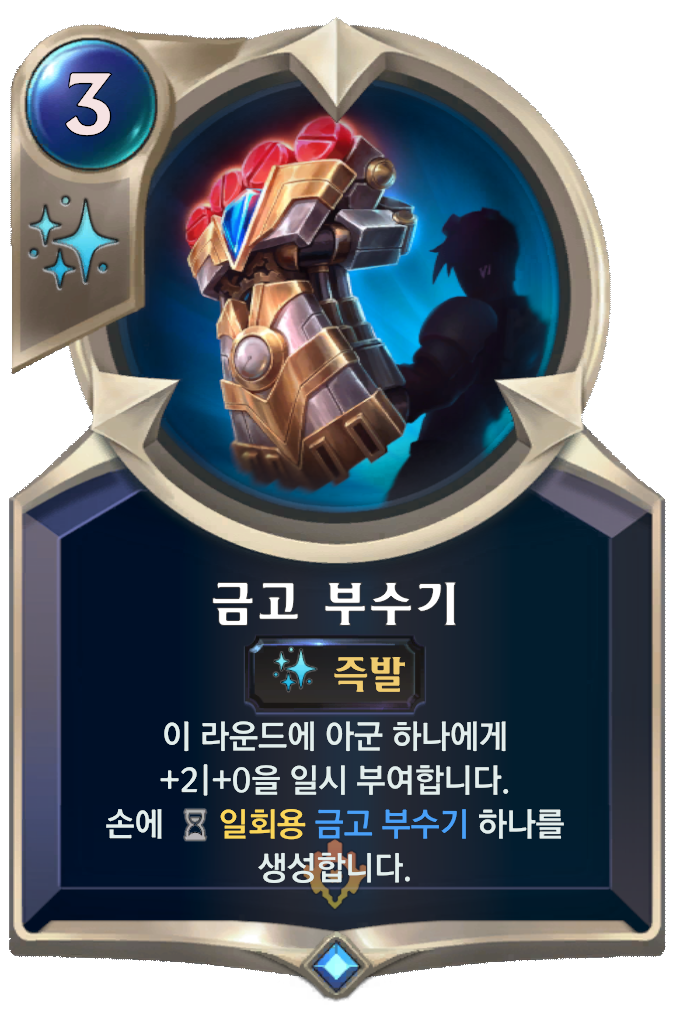 3
VI
금고 부수기
즉발
이 라운드에 아군 하나에게
+2|+0을 일시 부여합니다.
손에 일회용 금고 부수기 하나를
생성합니다.